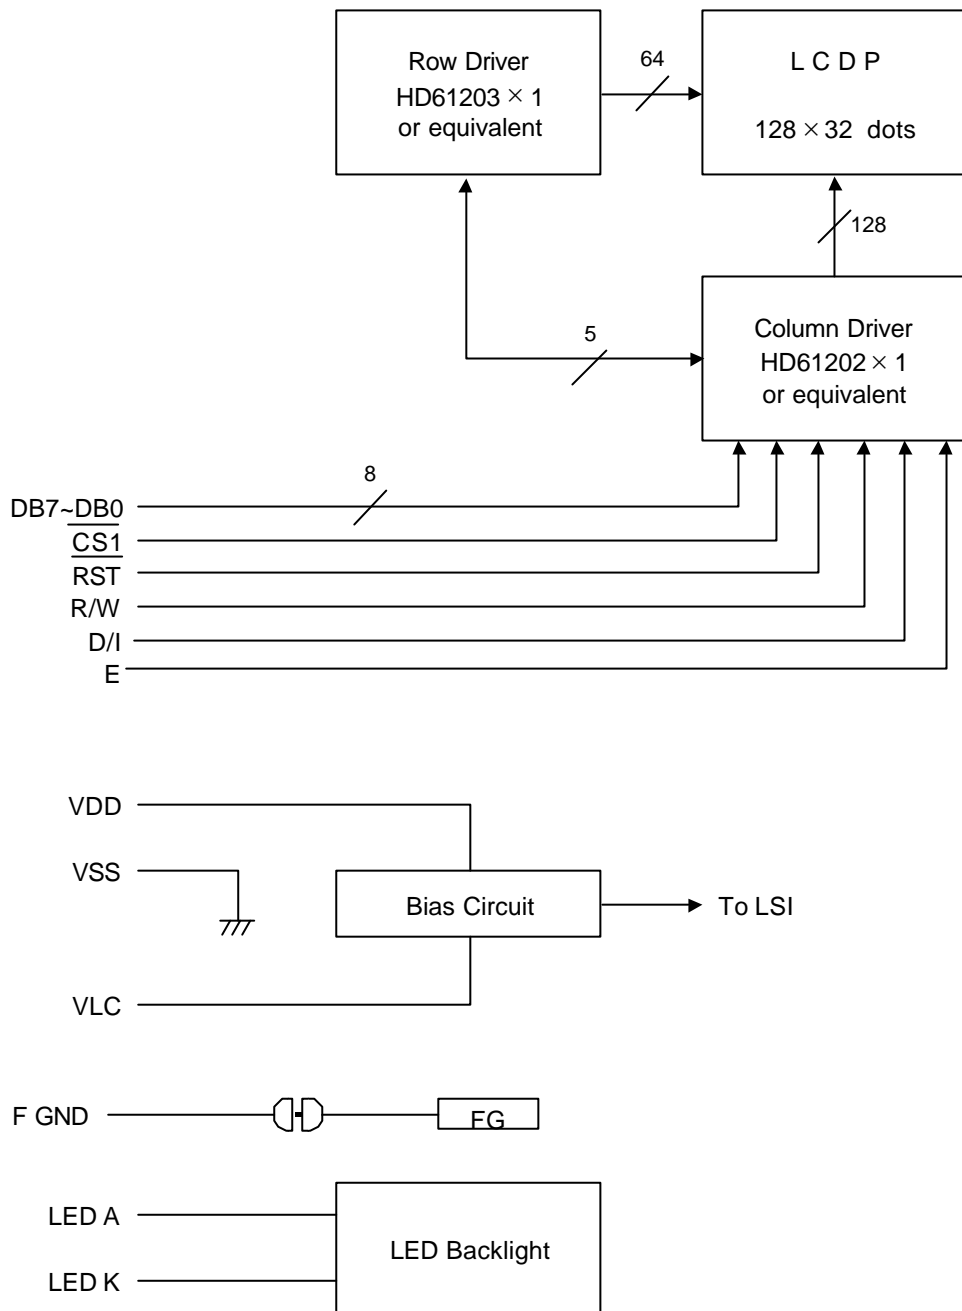 Row Driver
HD61203 × 1
or equivalent
64
L C D P
128 × 32 dots
128
Column Driver
HD61202 × 1
or equivalent
5
8
DB7~DB0
CS1
RST
R/W
D/I
E
VDD
VSS
Bias Circuit
To LSI
VLC
F GND
FG
LED A
LED Backlight
LED K